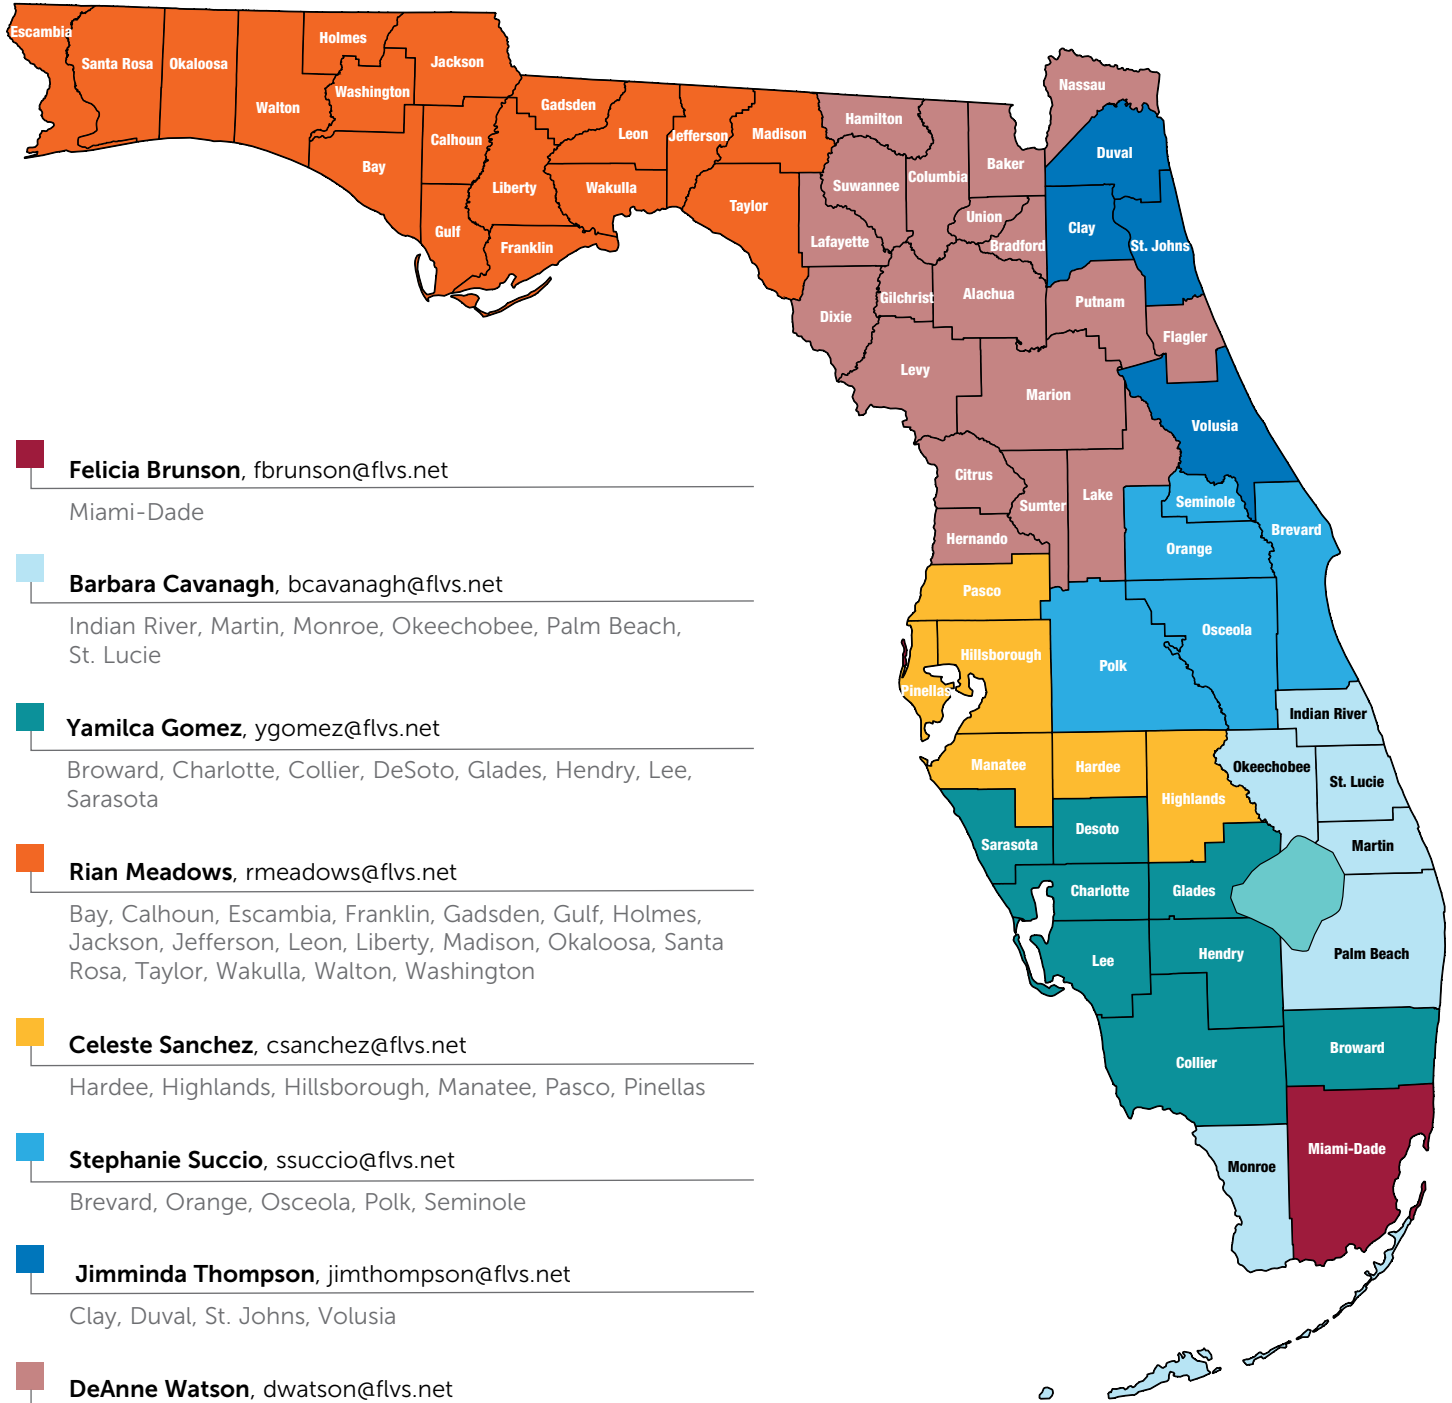 Escambia
Santa Rosa
Okaloosa
Walton
Holmes
Washington
Jackson
Bay
Calhoun
Gulf
Liberty
Gadsden
Franklin
Leon
Wakulla
Jefferson
Madison
Taylor
Hamilton
Suwannee
Lafayette
Dixie
Columbia
Baker
Union
Bradford
Gilchrist
Alachua
Levy
Marion
Nassau
Duval
Clay
St. Johns
Putnam
Flagler
Volusia
Citrus
Sumter
Lake
Hernando
Seminole
Orange
Brevard
Pasco
Hillsborough
Pinellas
Polk
Osceola
Indian River
Manatee
Hardee
Highlands
Okeechobee
St. Lucie
Sarasota
Desoto
Martin
Charlotte
Glades
Lee
Hendry
Palm Beach
Collier
Broward
Monroe
Miami-Dade
Felicia Brunson, fbrunson@flvs.net
Miami-Dade
Barbara Cavanagh, bcavanagh@flvs.net
Indian River, Martin, Monroe, Okeechobee, Palm Beach,
St. Lucie
Yamilca Gomez, ygomez@flvs.net
Broward, Charlotte, Collier, DeSoto, Glades, Hendry, Lee,
Sarasota
Rian Meadows, rmeadows@flvs.net
Bay, Calhoun, Escambia, Franklin, Gadsden, Gulf, Holmes,
Jackson, Jefferson, Leon, Liberty, Madison, Okaloosa, Santa
Rosa, Taylor, Wakulla, Walton, Washington
Celeste Sanchez, csanchez@flvs.net
Hardee, Highlands, Hillsborough, Manatee, Pasco, Pinellas
Stephanie Succio, ssuccio@flvs.net
Brevard, Orange, Osceola, Polk, Seminole
Jimminda Thompson, jimthompson@flvs.net
Clay, Duval, St. Johns, Volusia
DeAnne Watson, dwatson@flvs.net